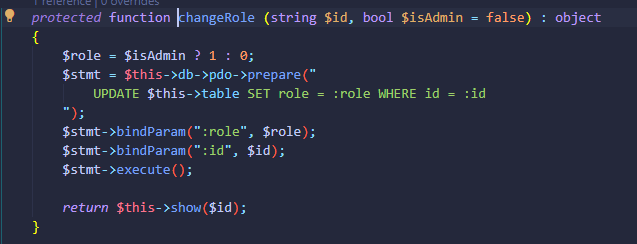 1 reference | 0 overrides
protected function changeRole (string $id, bool $isAdmin = false) : object
{
    $role = $isAdmin ? 1 : 0;
    $stmt = $this->db->pdo->prepare("
        UPDATE $this->table SET role = :role WHERE id = :id
    ");
    $stmt->bindParam(":role", $role);
    $stmt->bindParam(":id", $id);
    $stmt->execute();

    return $this->show($id);
}